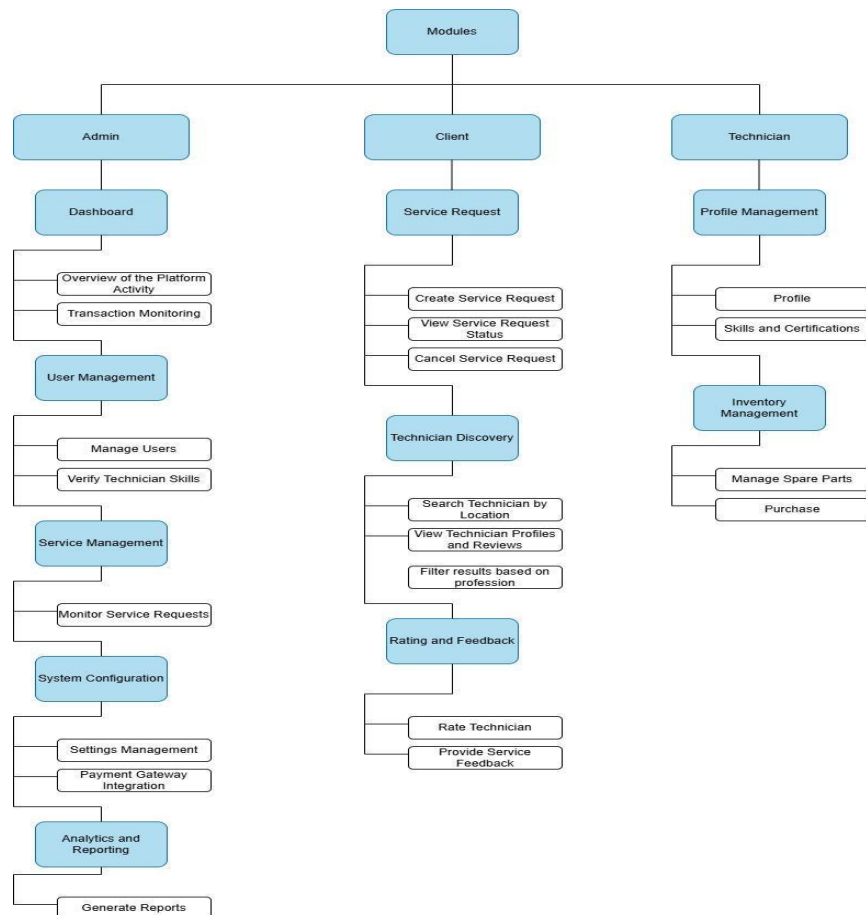 Modules
Admin
Client
Technician
Dashboard
Service Request
Profile Management
Overview of the Platform
Activity
Transaction Monitoring
Create Service Request
View Service Request
Status
Cancel Service Request
Profile
Skills and Certifications
User Management
Inventory
Management
Manage Users
Verify Technician Skills
Technician Discovery
Manage Spare Parts
Purchase
Service Management
Search Technician by
Location
View Technician Profiles
and Reviews
Filter results based on
profession
Monitor Service Requests
Rating and Feedback
System Configuration
Settings Management
Payment Gateway
Integration
Rate Technician
Provide Service
Feedback
Analytics and
Reporting
Generate Reports